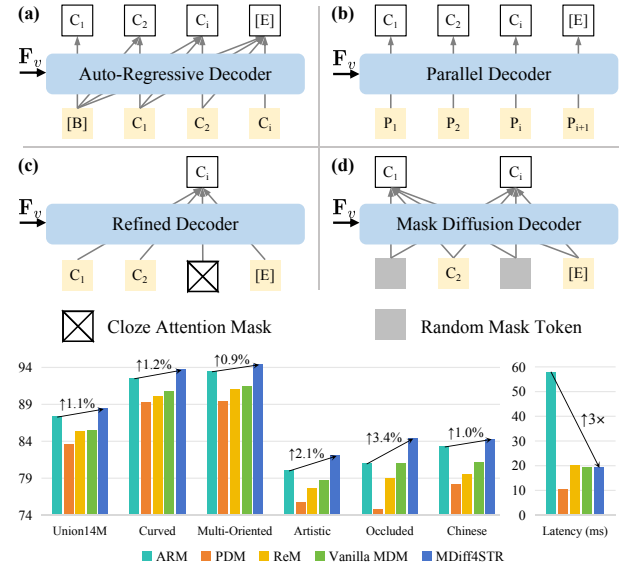 (a)
C1 C2 Ci [E]
Fv Auto-Regressive Decoder
[B] C1 C2 Ci
(b)
C1 C2 Ci [E]
Fv Parallel Decoder
P1 P2 Pi Pi+1
(c)
Ci
Fv Refined Decoder
C1 C2 [E]
(d)
C1 Ci
Fv Mask Diffusion Decoder
C2 [E]
Cloze Attention Mask
Random Mask Token
94
89
84
79
74
↑1.1%
↑1.2%
↑0.9%
↑2.1%
↑3.4%
↑1.0%
Union14M Curved Multi-Oriented Artistic Occluded Chinese
60
50
40
30
20
10
0
↑3×
Latency (ms)
ARM PDM ReM Vanilla MDM MDiff4STR